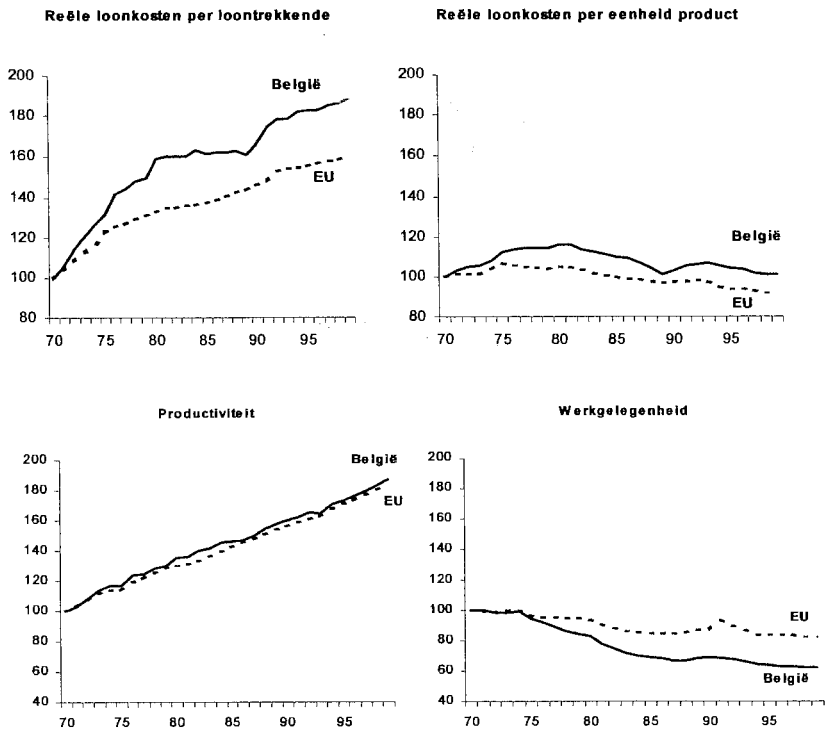 Reële loonkosten per loontrekkende
200
180
160
140
120
100
80
70 75 80 85 90 95
België
EU
Reële loonkosten per eenheid product
200
180
160
140
120
100
80
70 75 80 85 90 95
België
EU
Productiviteit
200
180
160
140
120
100
80
60
40
70 75 80 85 90 95
België
EU
Werkgelegenheid
200
180
160
140
120
100
80
60
40
70 75 80 85 90 95
EU
België